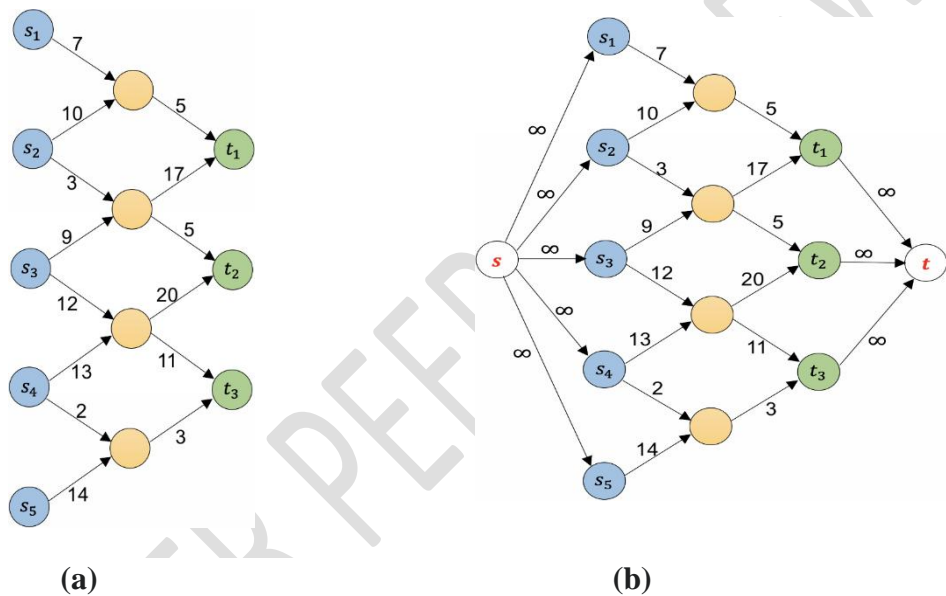 s₁
7
10
5
s₂
t₁
3
17
9
5
s₃
t₂
12
20
13
11
s₄
t₃
2
3
14
s₅
(a)
s₁
7
∞
10
5
s₂
t₁
3
17
∞
∞
9
5
s
∞
s₃
t₂
∞
t
12
20
∞
13
11
∞
∞
s₄
t₃
2
3
14
s₅
(b)